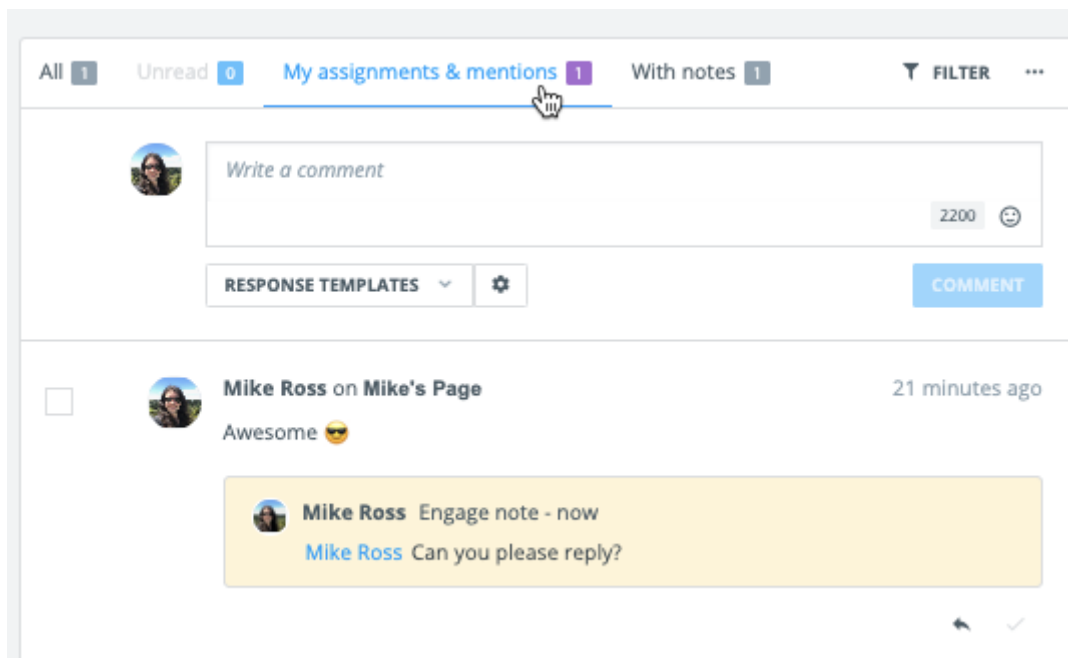 All 1 Unread 0 My assignments & mentions 1 With notes 1 FILTER ...
Write a comment
2200
RESPONSE TEMPLATES COMMENT
Mike Ross on Mike's Page 21 minutes ago
Awesome 😎
Mike Ross Engage note - now
Mike Ross Can you please reply?